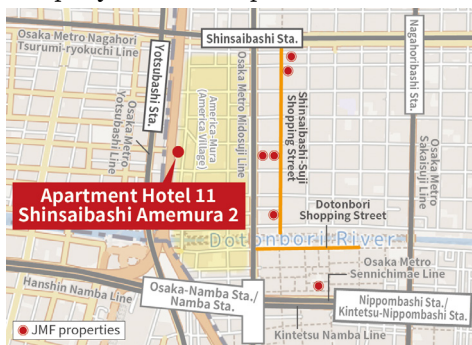 Osaka Metro Nagahori
Tsurumi-ryokuchi Line
Yotsubashi Sta.
Shinsaibashi Sta.
Nagahoribashi Sta.
Osaka Metro
Yotsubashi Line
America-Mura
(America Village)
Osaka Metro Midosuji Line
Shinsaibashi-Suji
Shopping Street
Osaka Metro
Sakaisuji Line
Apartment Hotel 11
Shinsaibashi Amemura 2
Dotonbori
Shopping Street
Dotonbori River
Hanshin Namba Line
Osaka-Namba Sta./
Namba Sta.
Osaka Metro
Sennichimae Line
Nippombashi Sta./
Kintetsu-Nippombashi Sta.
Kintetsu Namba Line
JMF properties